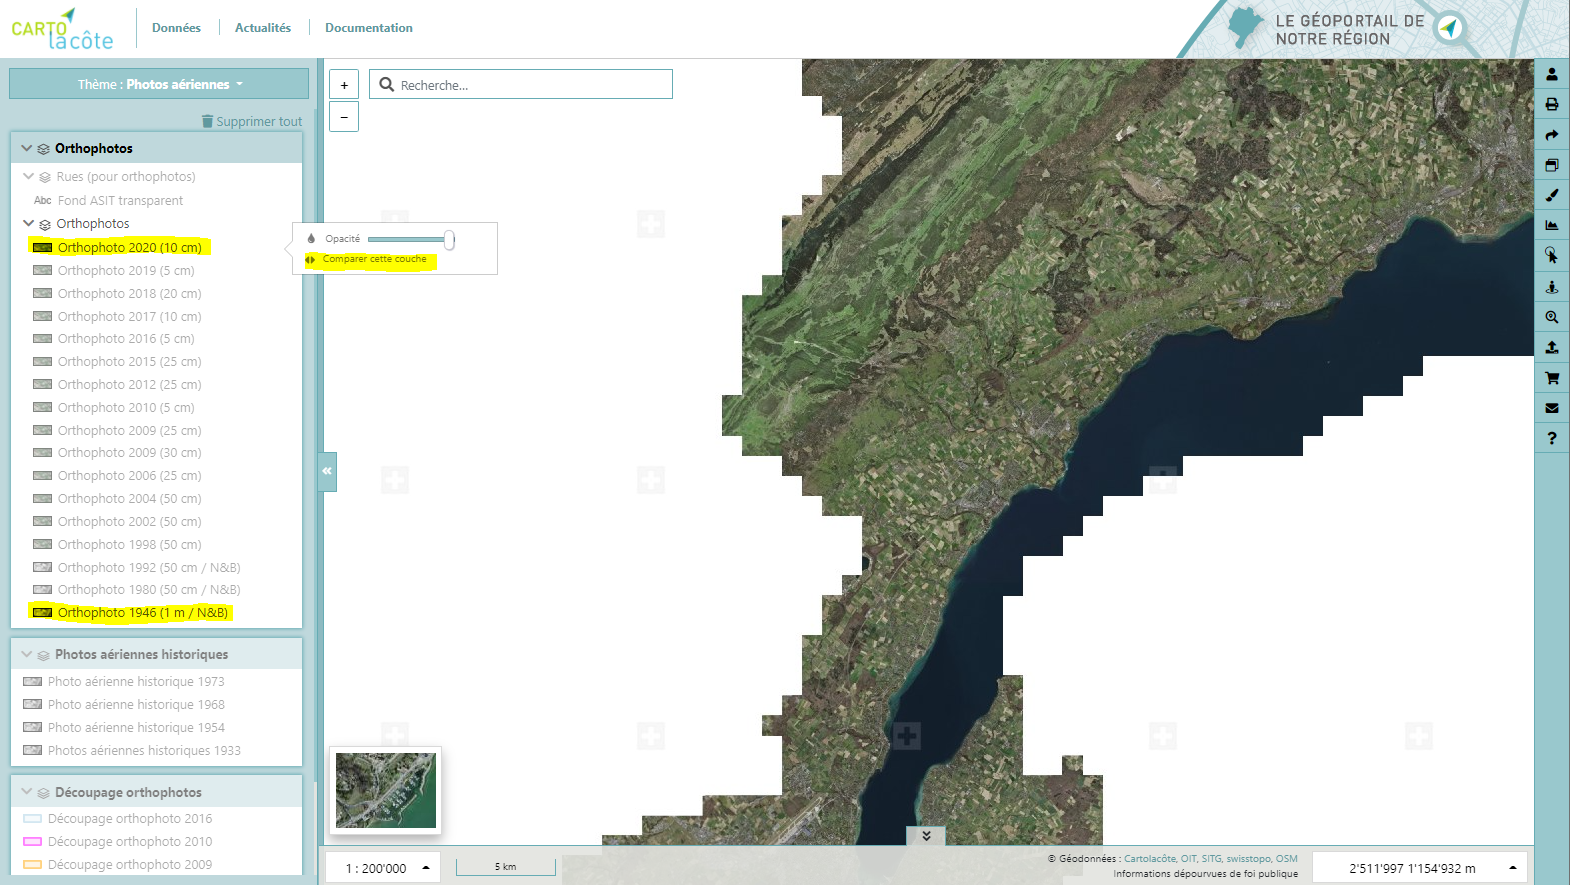 CARTO
lacôte
Données
Actualités
Documentation
LE GÉOPORTAIL DE
NOTRE RÉGION
Thème : Photos aériennes
Supprimer tout
Orthophotos
Rues (pour orthophotos)
Abc Fond ASIT transparent
Orthophotos
Orthophoto 2020 (10 cm)
Orthophoto 2019 (5 cm)
Orthophoto 2018 (20 cm)
Orthophoto 2017 (10 cm)
Orthophoto 2016 (5 cm)
Orthophoto 2015 (25 cm)
Orthophoto 2012 (25 cm)
Orthophoto 2010 (5 cm)
Orthophoto 2009 (25 cm)
Orthophoto 2009 (30 cm)
Orthophoto 2006 (25 cm)
Orthophoto 2004 (50 cm)
Orthophoto 2002 (50 cm)
Orthophoto 1998 (50 cm)
Orthophoto 1992 (50 cm / N&B)
Orthophoto 1980 (50 cm / N&B)
Orthophoto 1946 (1 m / N&B)
Photos aériennes historiques
Photo aérienne historique 1973
Photo aérienne historique 1968
Photo aérienne historique 1954
Photos aériennes historiques 1933
Découpage orthophotos
Découpage orthophoto 2016
Découpage orthophoto 2010
Découpage orthophoto 2009
Opacité
Comparer cette couche
+
−
Recherche...
«
?
1 : 200'000
5 km
© Géodonnées : Cartolacôte, OIT, SITG, swisstopo, OSM
Informations dépourvues de foi publique
2'511'997 1'154'932 m